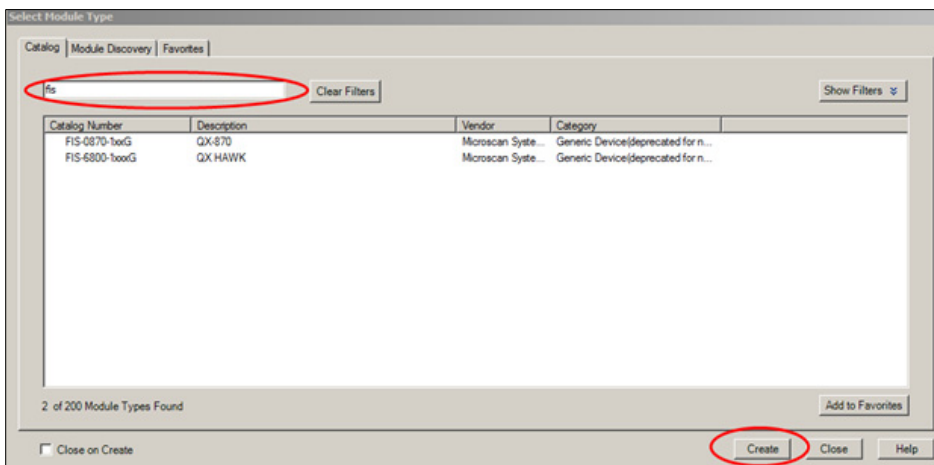 Select Module Type
Catalog Module Discovery Favorites
fis Clear Filters Show Filters
Catalog Number Description Vendor Category
FIS-0870-1xxG QX-870 Microscan Syste... Generic Device(deprecated for n...
FIS-6800-1xxxG QX HAWK Microscan Syste... Generic Device(deprecated for n...
2 of 200 Module Types Found Add to Favorites
Close on Create Create Close Help